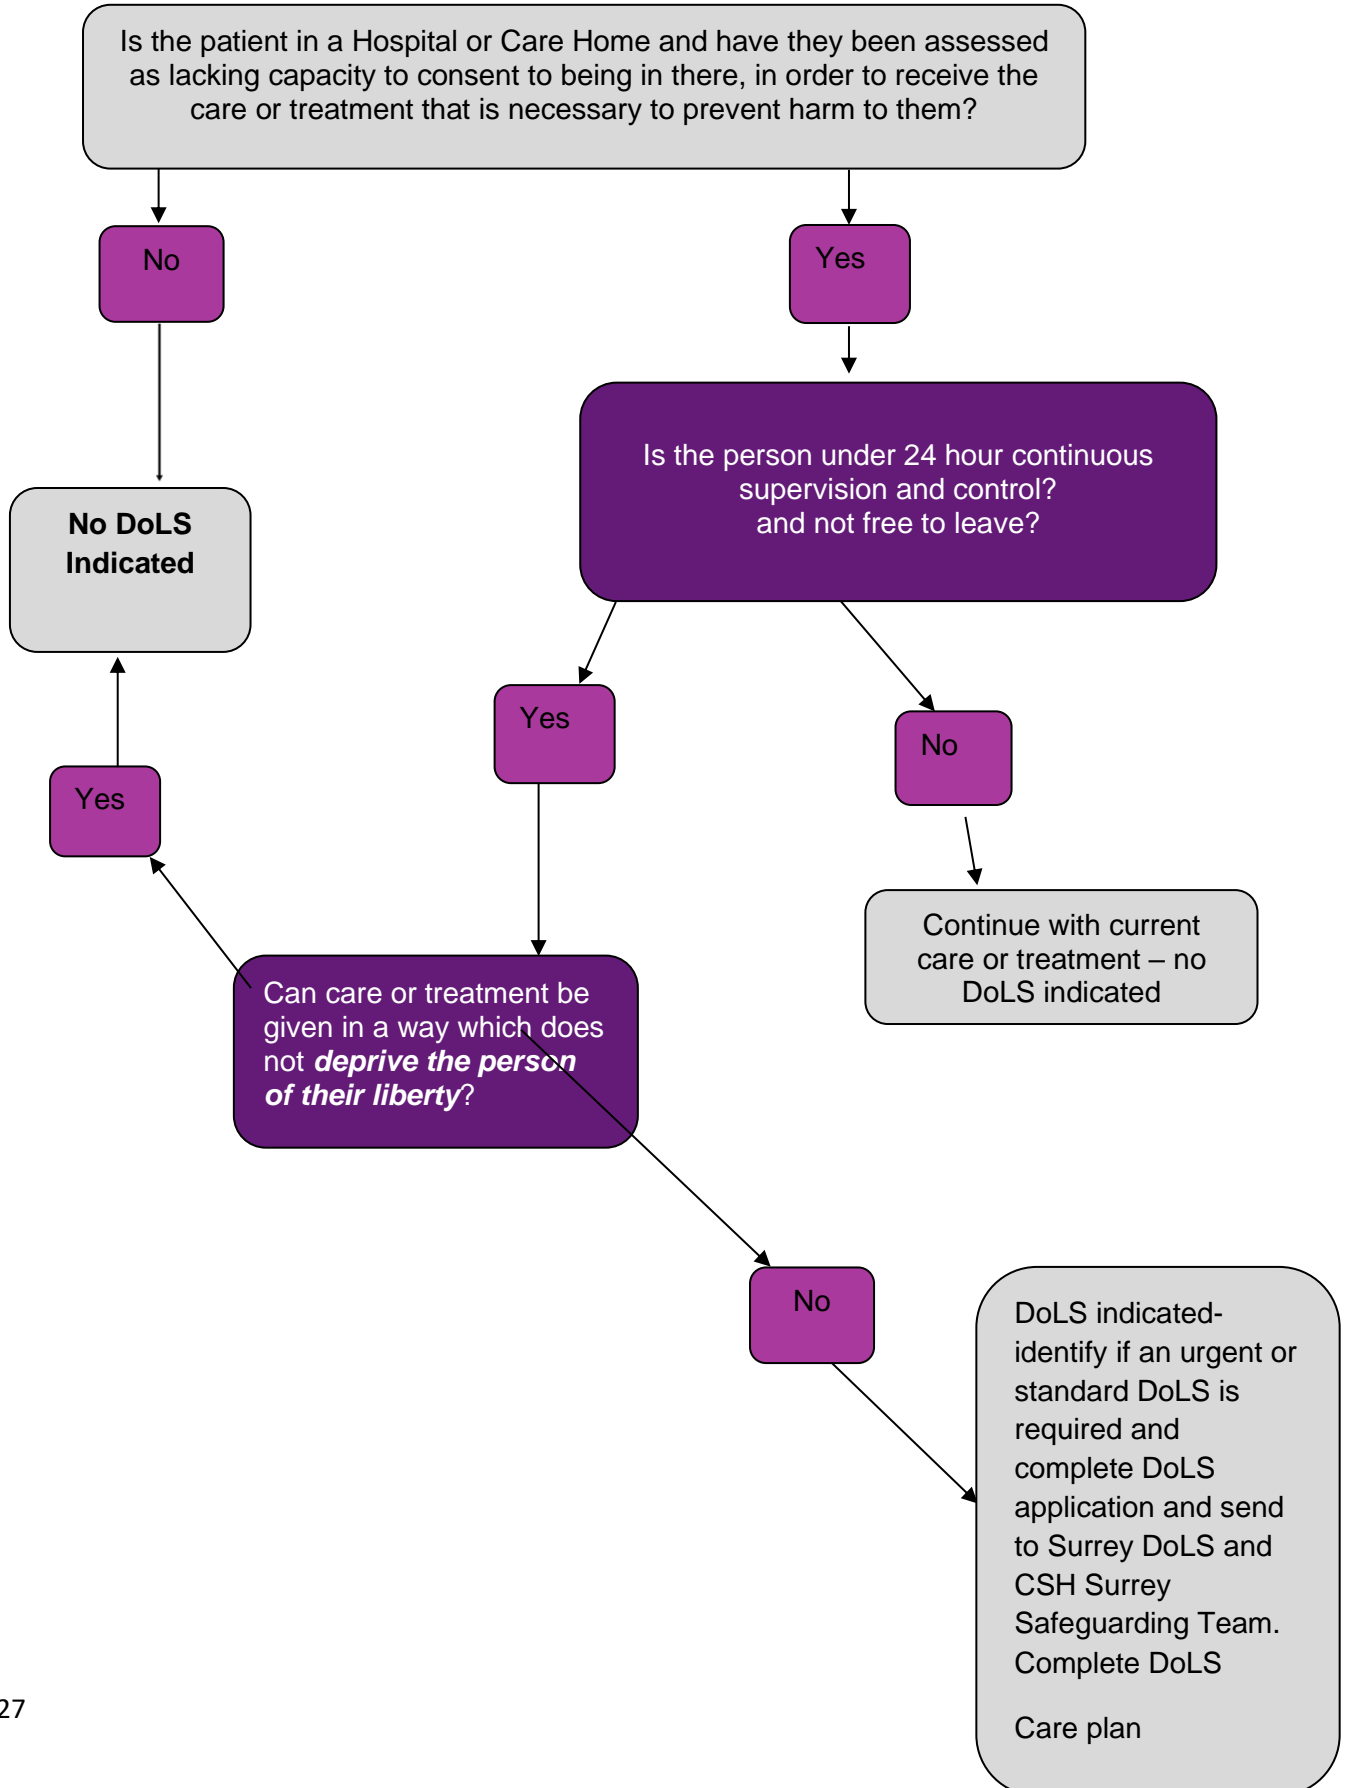 Is the patient in a Hospital or Care Home and have they been assessed
as lacking capacity to consent to being in there, in order to receive the
care or treatment that is necessary to prevent harm to them?
No
Yes
Is the person under 24 hour continuous
supervision and control?
and not free to leave?
No DoLS
Indicated
Yes
No
Yes
Continue with current
care or treatment – no
DoLS indicated
Can care or treatment be
given in a way which does
not deprive the person
of their liberty?
No
DoLS indicated-
identify if an urgent or
standard DoLS is
required and
complete DoLS
application and send
to Surrey DoLS and
CSH Surrey
Safeguarding Team.
Complete DoLS
Care plan
27